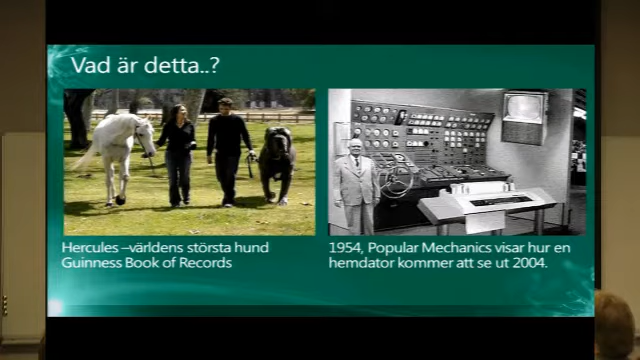 Vad är detta..?
Hercules –världens största hund
Guinness Book of Records
1954, Popular Mechanics visar hur en
hemdator kommer att se ut 2004.